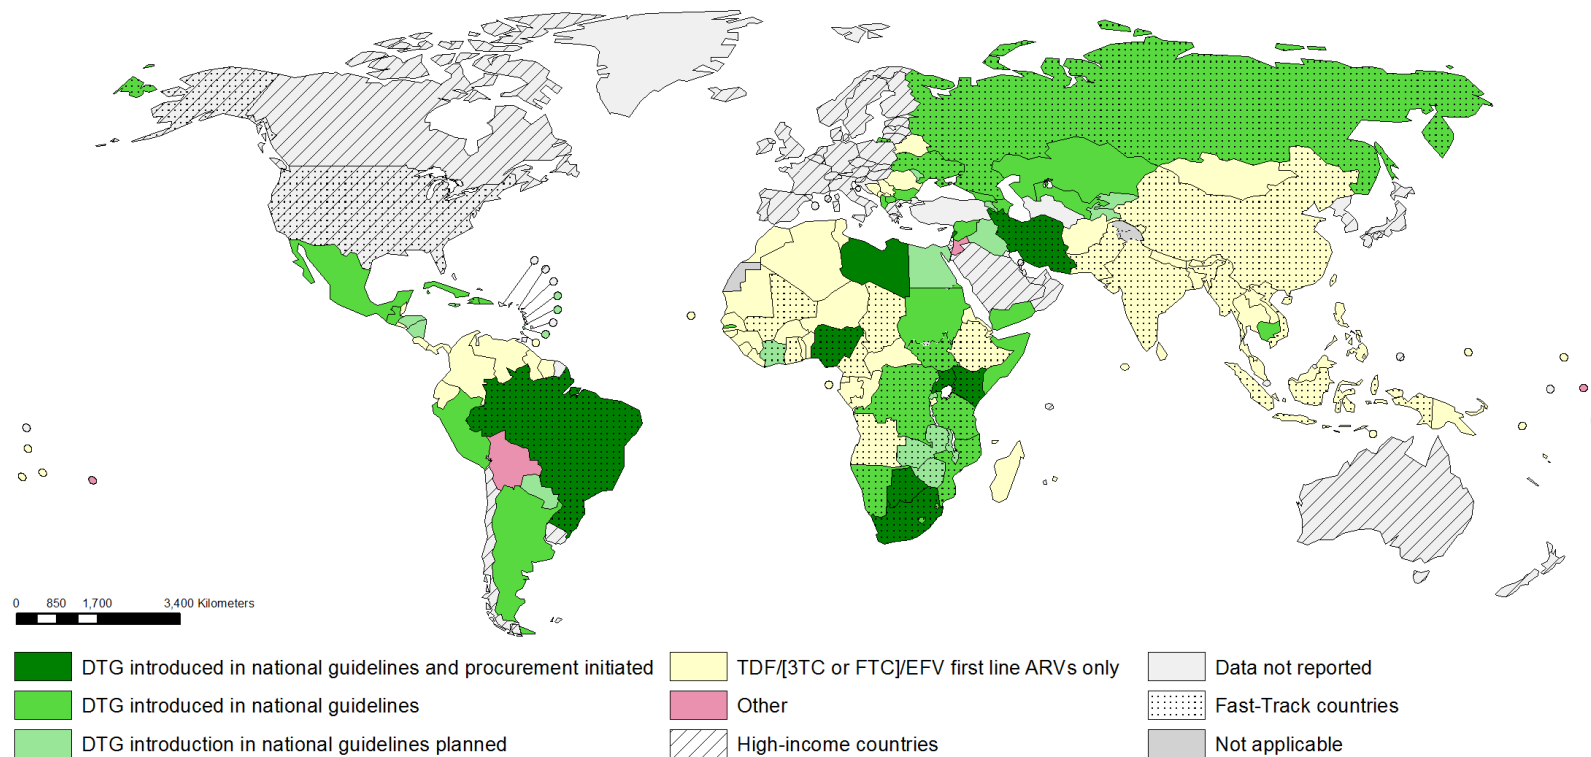 0 850 1,700 3,400 Kilometers
DTG introduced in national guidelines and procurement initiated
TDF/[3TC or FTC]/EFV first line ARVs only
Data not reported
DTG introduced in national guidelines
Other
Fast-Track countries
DTG introduction in national guidelines planned
High-income countries
Not applicable